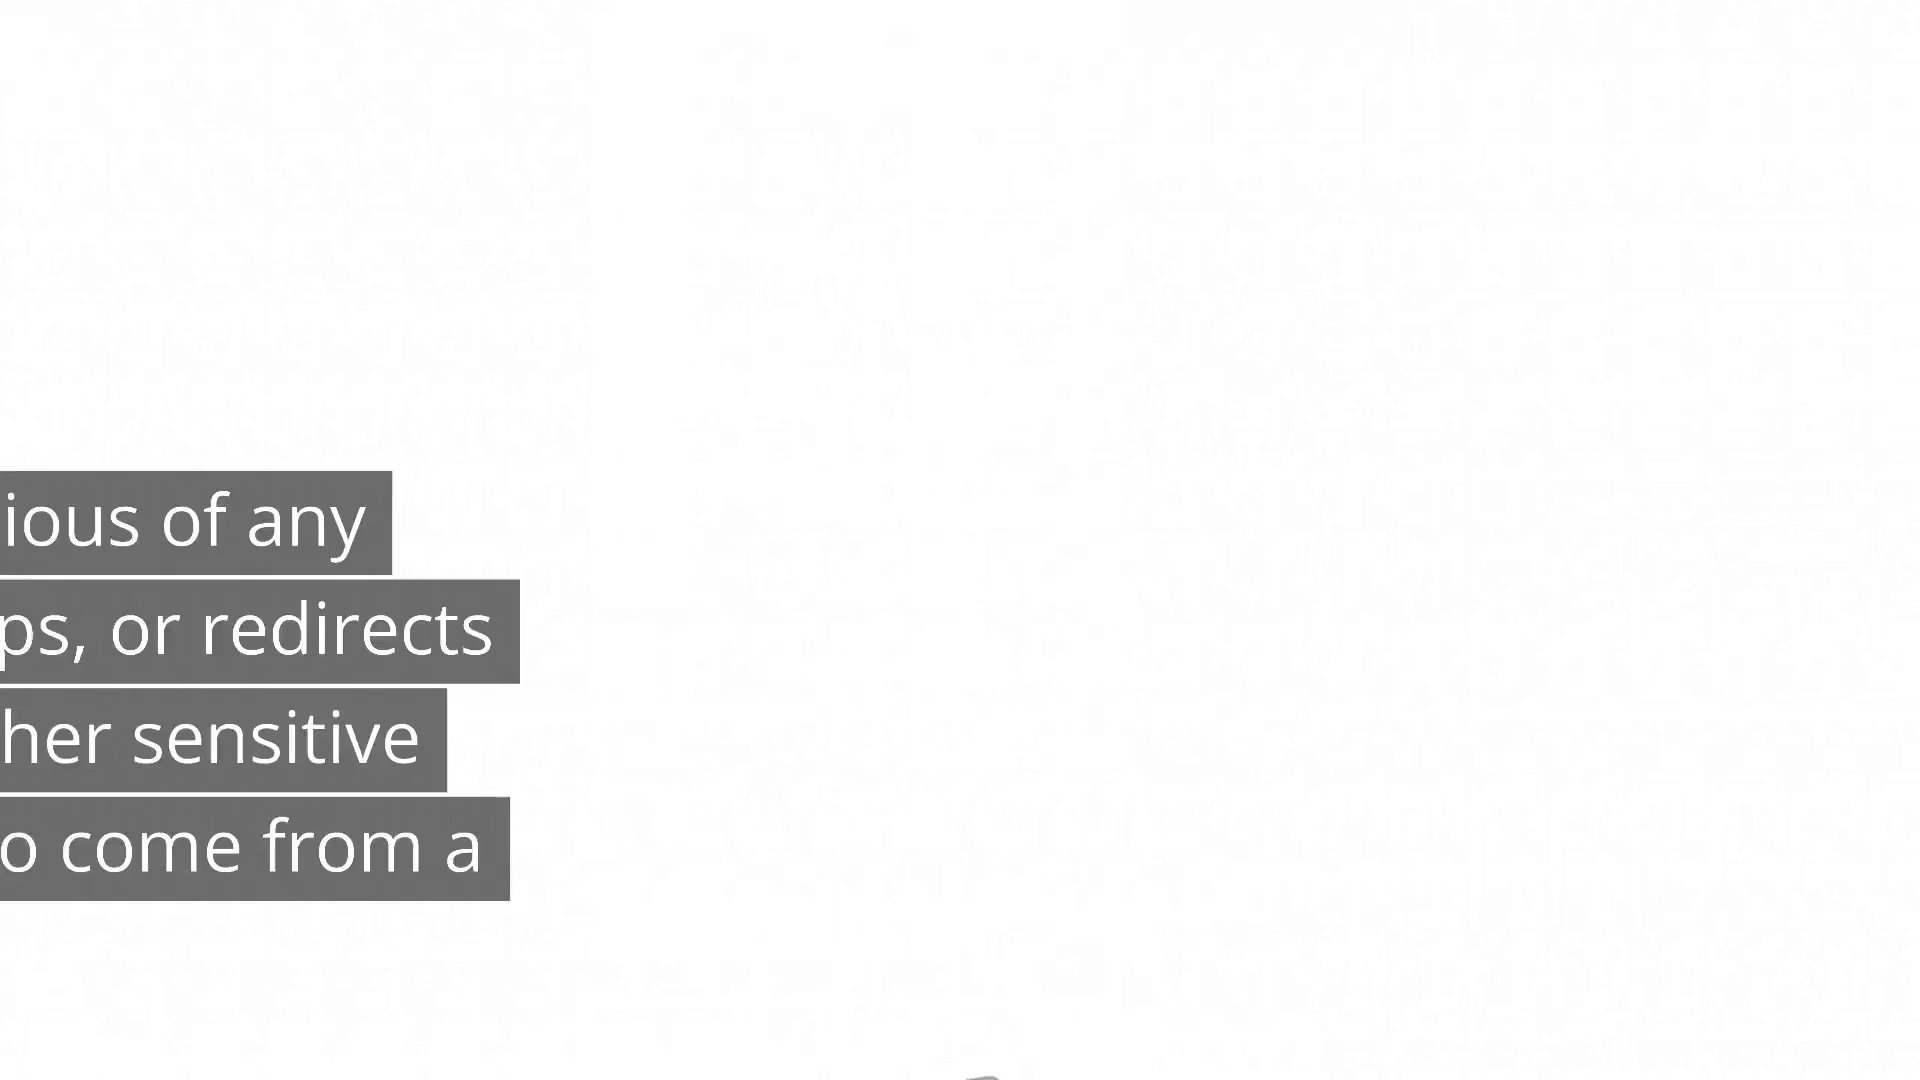 ious of any
ps, or redirects
her sensitive
o come from a